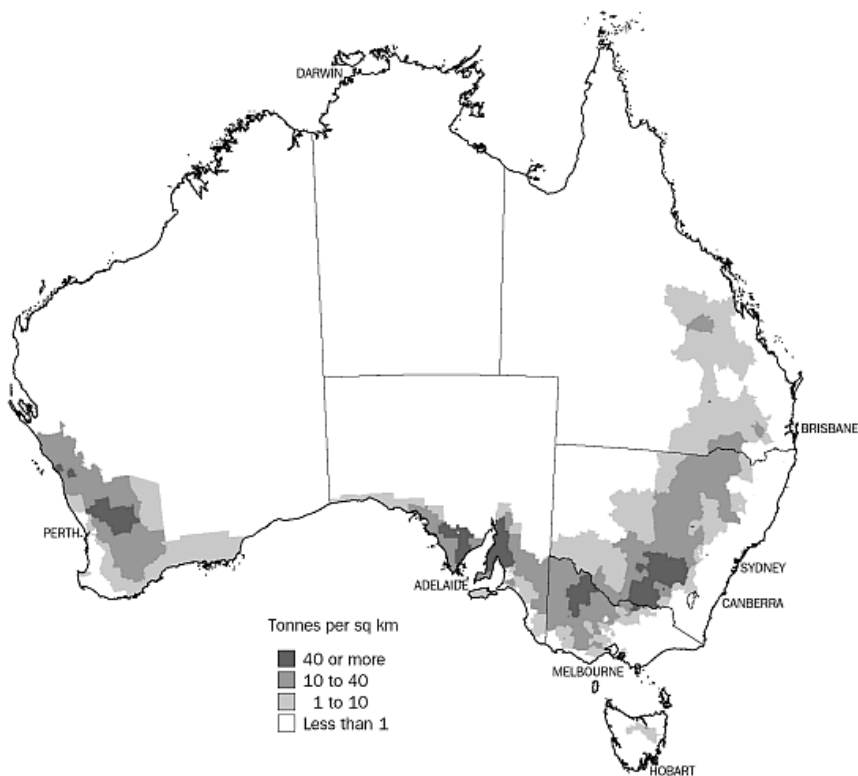 DARWIN
BRISBANE
PERTH
ADELAIDE
SYDNEY
CANBERRA
Tonnes per sq km
40 or more
10 to 40
1 to 10
Less than 1
MELBOURNE
HOBART